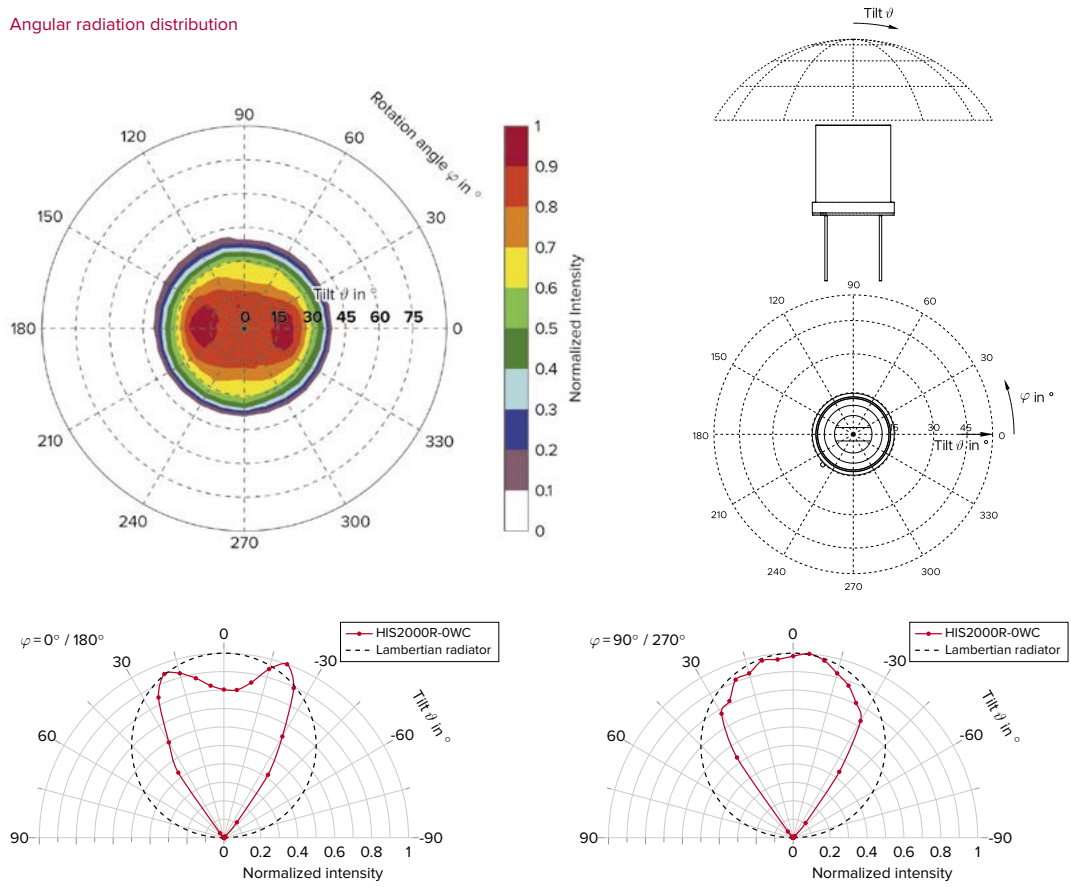 Angular radiation distribution
Rotation angle φ in °
90
120
60
150
30
180
0
210
330
240
300
270
Tilt ϑ in °
0 15 30 45 60 75
1
0.9
0.8
0.7
0.6
0.5
0.4
0.3
0.2
0.1
0
Normalized Intensity
Tilt ϑ
90
120
60
150
30
φ in °
180
15 30 45
0
Tilt ϑ in °
210
330
240
300
270
φ=0° / 180°
HIS2000R-0WC
Lambertian radiator
0
30
-30
Tilt ϑ in °
60
-60
90
-90
0 0.2 0.4 0.6 0.8 1
Normalized intensity
φ=90° / 270°
HIS2000R-0WC
Lambertian radiator
0
30
-30
Tilt ϑ in °
60
-60
90
-90
0 0.2 0.4 0.6 0.8 1
Normalized intensity